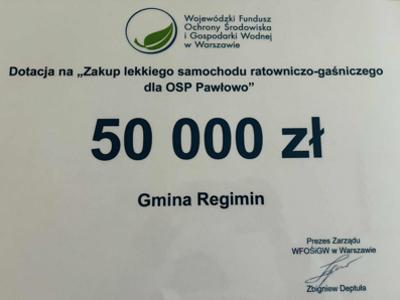 Wojewódzki Fundusz
Ochrony Środowiska
i Gospodarki Wodnej
w Warszawie
Dotacja na „Zakup lekkiego samochodu ratowniczo-gaśniczego
dla OSP Pawłowo”
50 000 zł
Gmina Regimin
Prezes Zarządu
WFOŚiGW w Warszawie
Zbigniew Deptuła